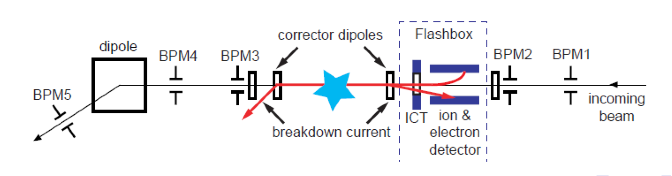 corrector dipoles
Flashbox
dipole
BPM4
BPM3
BPM2
BPM1
BPM5
incoming
beam
breakdown current
ICT
ion &
electron
detector